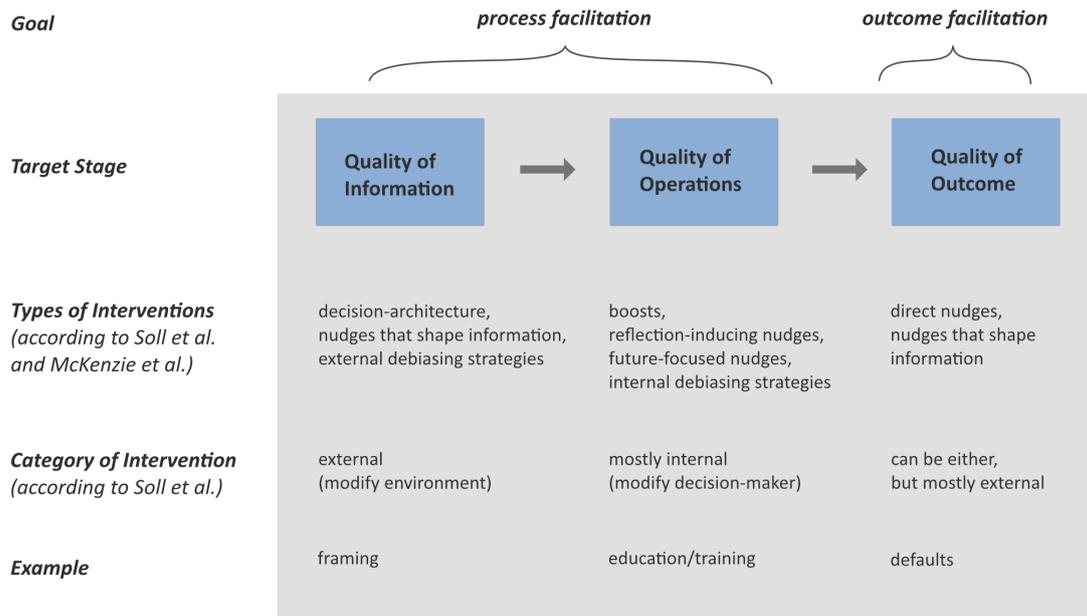 Goal
process facilitation
outcome facilitation
Target Stage
Quality of
Information
Quality of
Operations
Quality of
Outcome
Types of Interventions
(according to Soll et al.
and McKenzie et al.)
decision-architecture,
nudges that shape information,
external debiasing strategies
boosts,
reflection-inducing nudges,
future-focused nudges,
internal debiasing strategies
direct nudges,
nudges that shape
information
Category of Intervention
(according to Soll et al.)
external
(modify environment)
mostly internal
(modify decision-maker)
can be either,
but mostly external
Example
framing
education/training
defaults